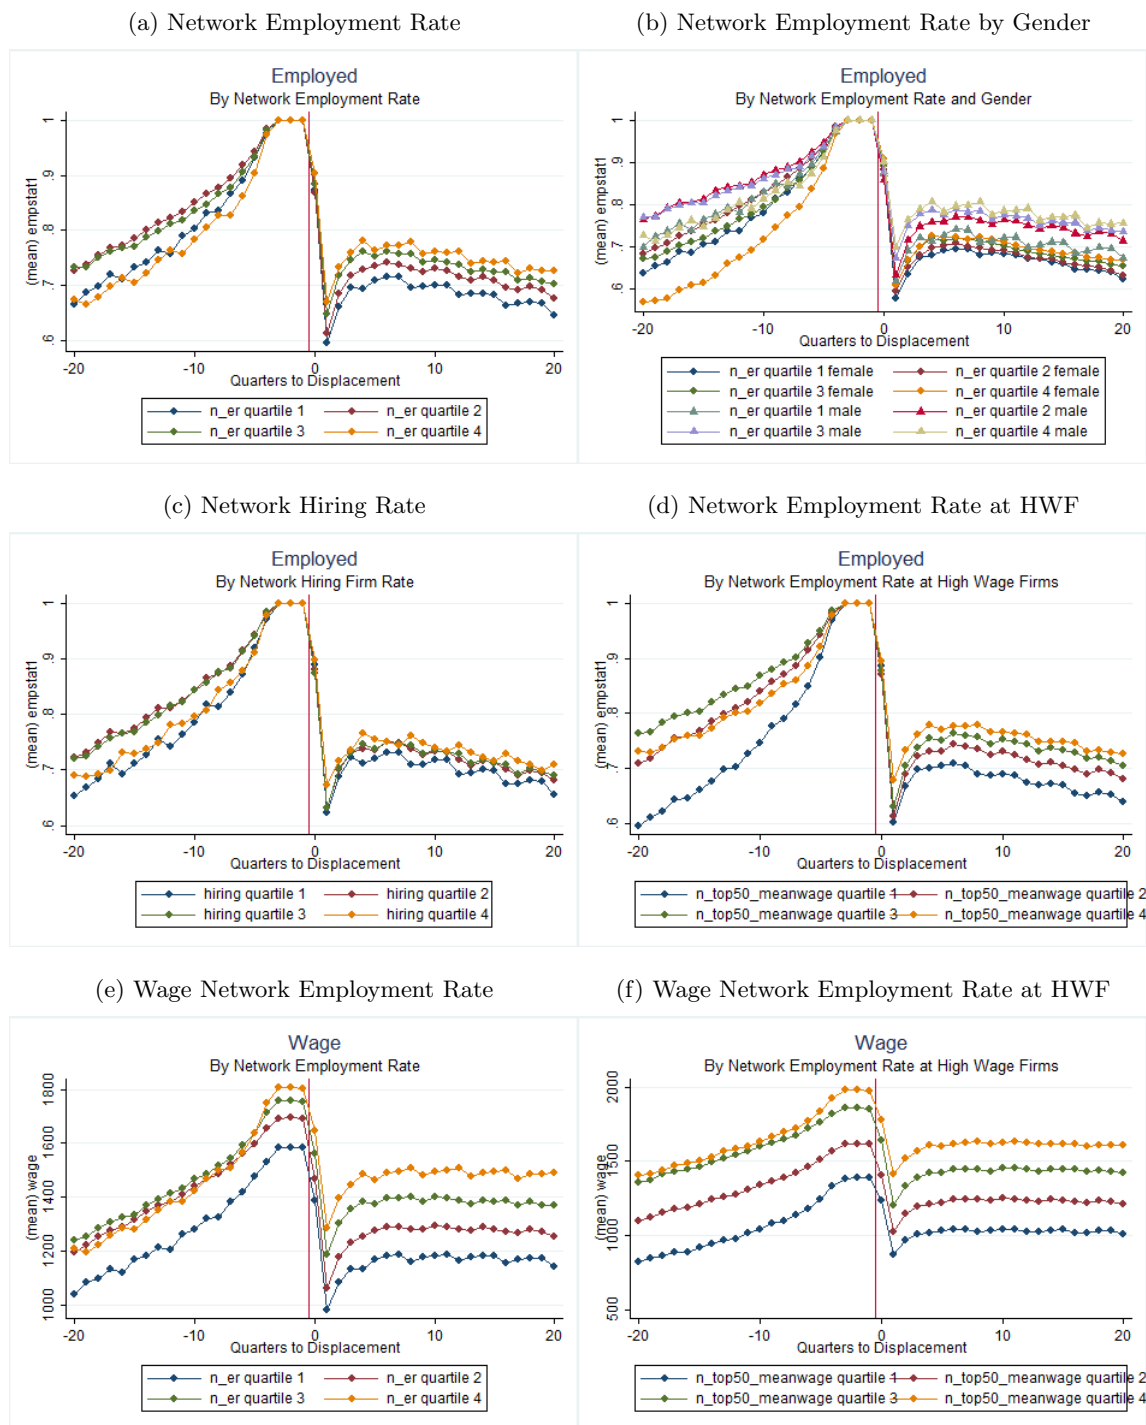 (a) Network Employment Rate
Employed
By Network Employment Rate
(mean) empstat1
1
.9
.8
.7
.6
-20 -10 0 10 20
Quarters to Displacement
n_er quartile 1 n_er quartile 2
n_er quartile 3 n_er quartile 4
(b) Network Employment Rate by Gender
Employed
By Network Employment Rate and Gender
(mean) empstat1
1
.9
.8
.7
.6
-20 -10 0 10 20
Quarters to Displacement
n_er quartile 1 female n_er quartile 2 female
n_er quartile 3 female n_er quartile 4 female
n_er quartile 1 male n_er quartile 2 male
n_er quartile 3 male n_er quartile 4 male
(c) Network Hiring Rate
Employed
By Network Hiring Firm Rate
(mean) empstat1
1
.9
.8
.7
.6
-20 -10 0 10 20
Quarters to Displacement
hiring quartile 1 hiring quartile 2
hiring quartile 3 hiring quartile 4
(d) Network Employment Rate at HWF
Employed
By Network Employment Rate at High Wage Firms
(mean) empstat1
1
.9
.8
.7
.6
-20 -10 0 10 20
Quarters to Displacement
n_top50_meanwage quartile 1 n_top50_meanwage quartile 2
n_top50_meanwage quartile 3 n_top50_meanwage quartile 4
(e) Wage Network Employment Rate
Wage
By Network Employment Rate
(mean) wage
1800
1600
1400
1200
1000
-20 -10 0 10 20
Quarters to Displacement
n_er quartile 1 n_er quartile 2
n_er quartile 3 n_er quartile 4
(f) Wage Network Employment Rate at HWF
Wage
By Network Employment Rate at High Wage Firms
(mean) wage
2000
1500
1000
500
-20 -10 0 10 20
Quarters to Displacement
n_top50_meanwage quartile 1 n_top50_meanwage quartile 2
n_top50_meanwage quartile 3 n_top50_meanwage quartile 4